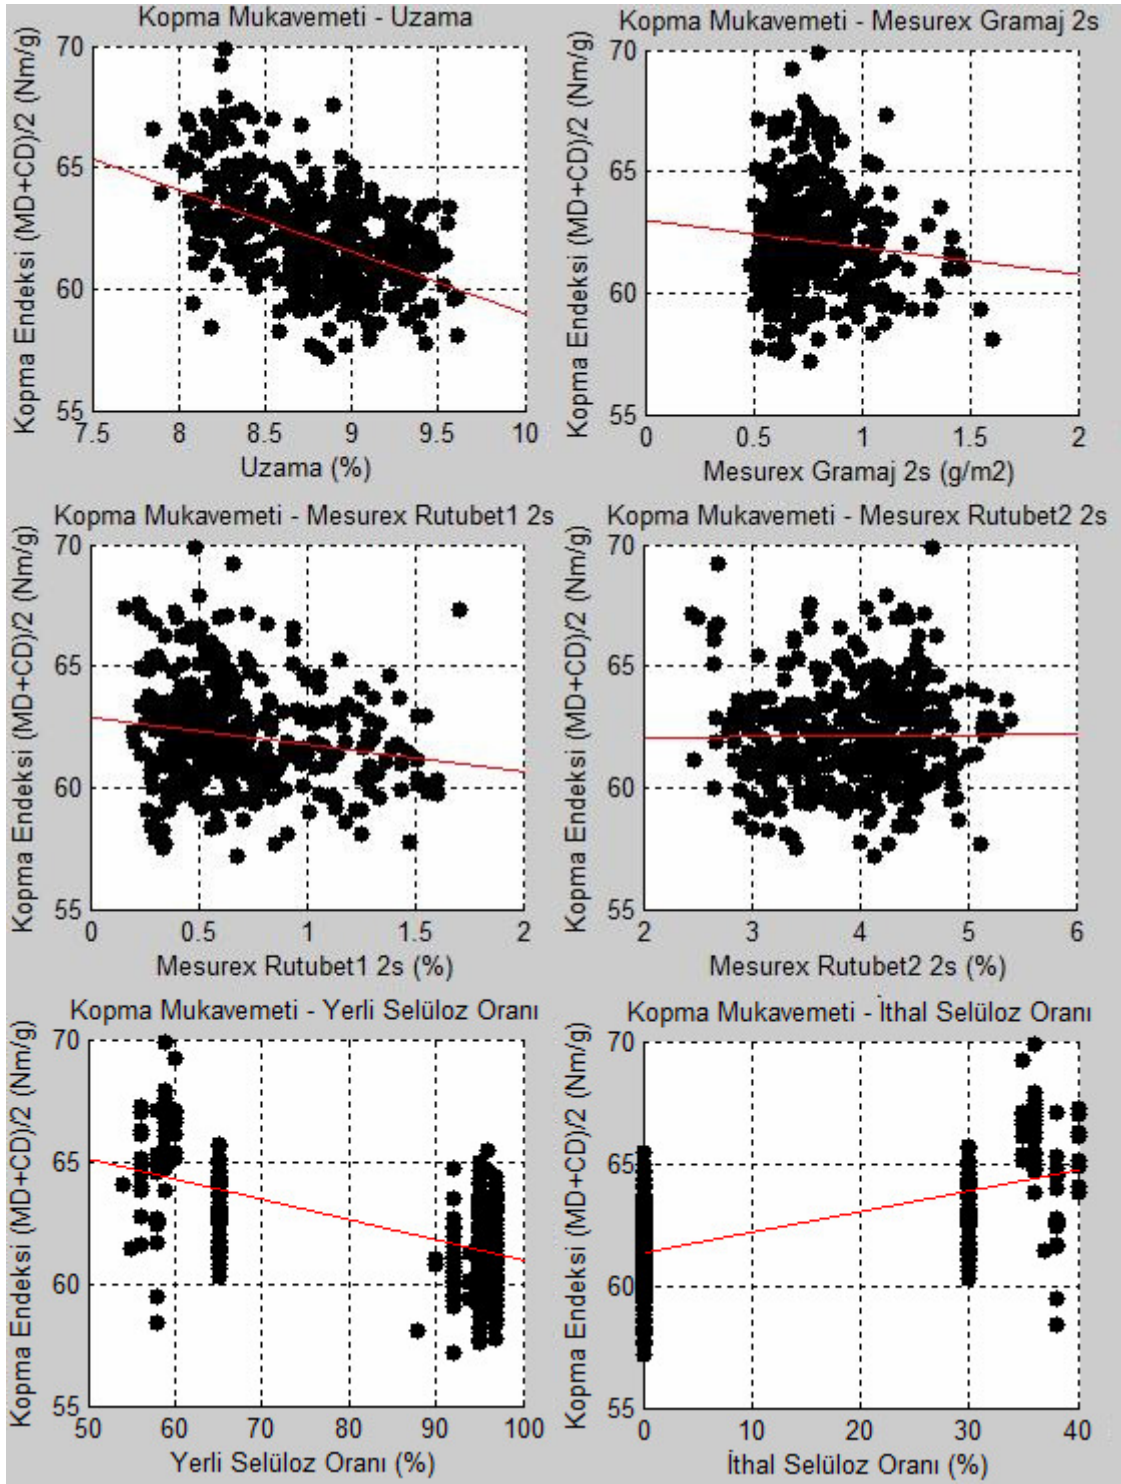 Kopma Mukavemeti - Uzama
Kopma Endeksi (MD+CD)/2 (Nm/g)
70
65
60
55
7.5 8 8.5 9 9.5 10
Uzama (%)
Kopma Mukavemeti - Mesurex Gramaj 2s
Kopma Endeksi (MD+CD)/2 (Nm/g)
70
65
60
55
0 0.5 1 1.5 2
Mesurex Gramaj 2s (g/m2)
Kopma Mukavemeti - Mesurex Rutubet1 2s
Kopma Endeksi (MD+CD)/2 (Nm/g)
70
65
60
55
0 0.5 1 1.5 2
Mesurex Rutubet1 2s (%)
Kopma Mukavemeti - Mesurex Rutubet2 2s
Kopma Endeksi (MD+CD)/2 (Nm/g)
70
65
60
55
2 3 4 5 6
Mesurex Rutubet2 2s (%)
Kopma Mukavemeti - Yerli Selüloz Oranı
Kopma Endeksi (MD+CD)/2 (Nm/g)
70
65
60
55
50 60 70 80 90 100
Yerli Selüloz Oranı (%)
Kopma Mukavemeti - İthal Selüloz Oranı
Kopma Endeksi (MD+CD)/2 (Nm/g)
70
65
60
55
0 10 20 30 40
İthal Selüloz Oranı (%)